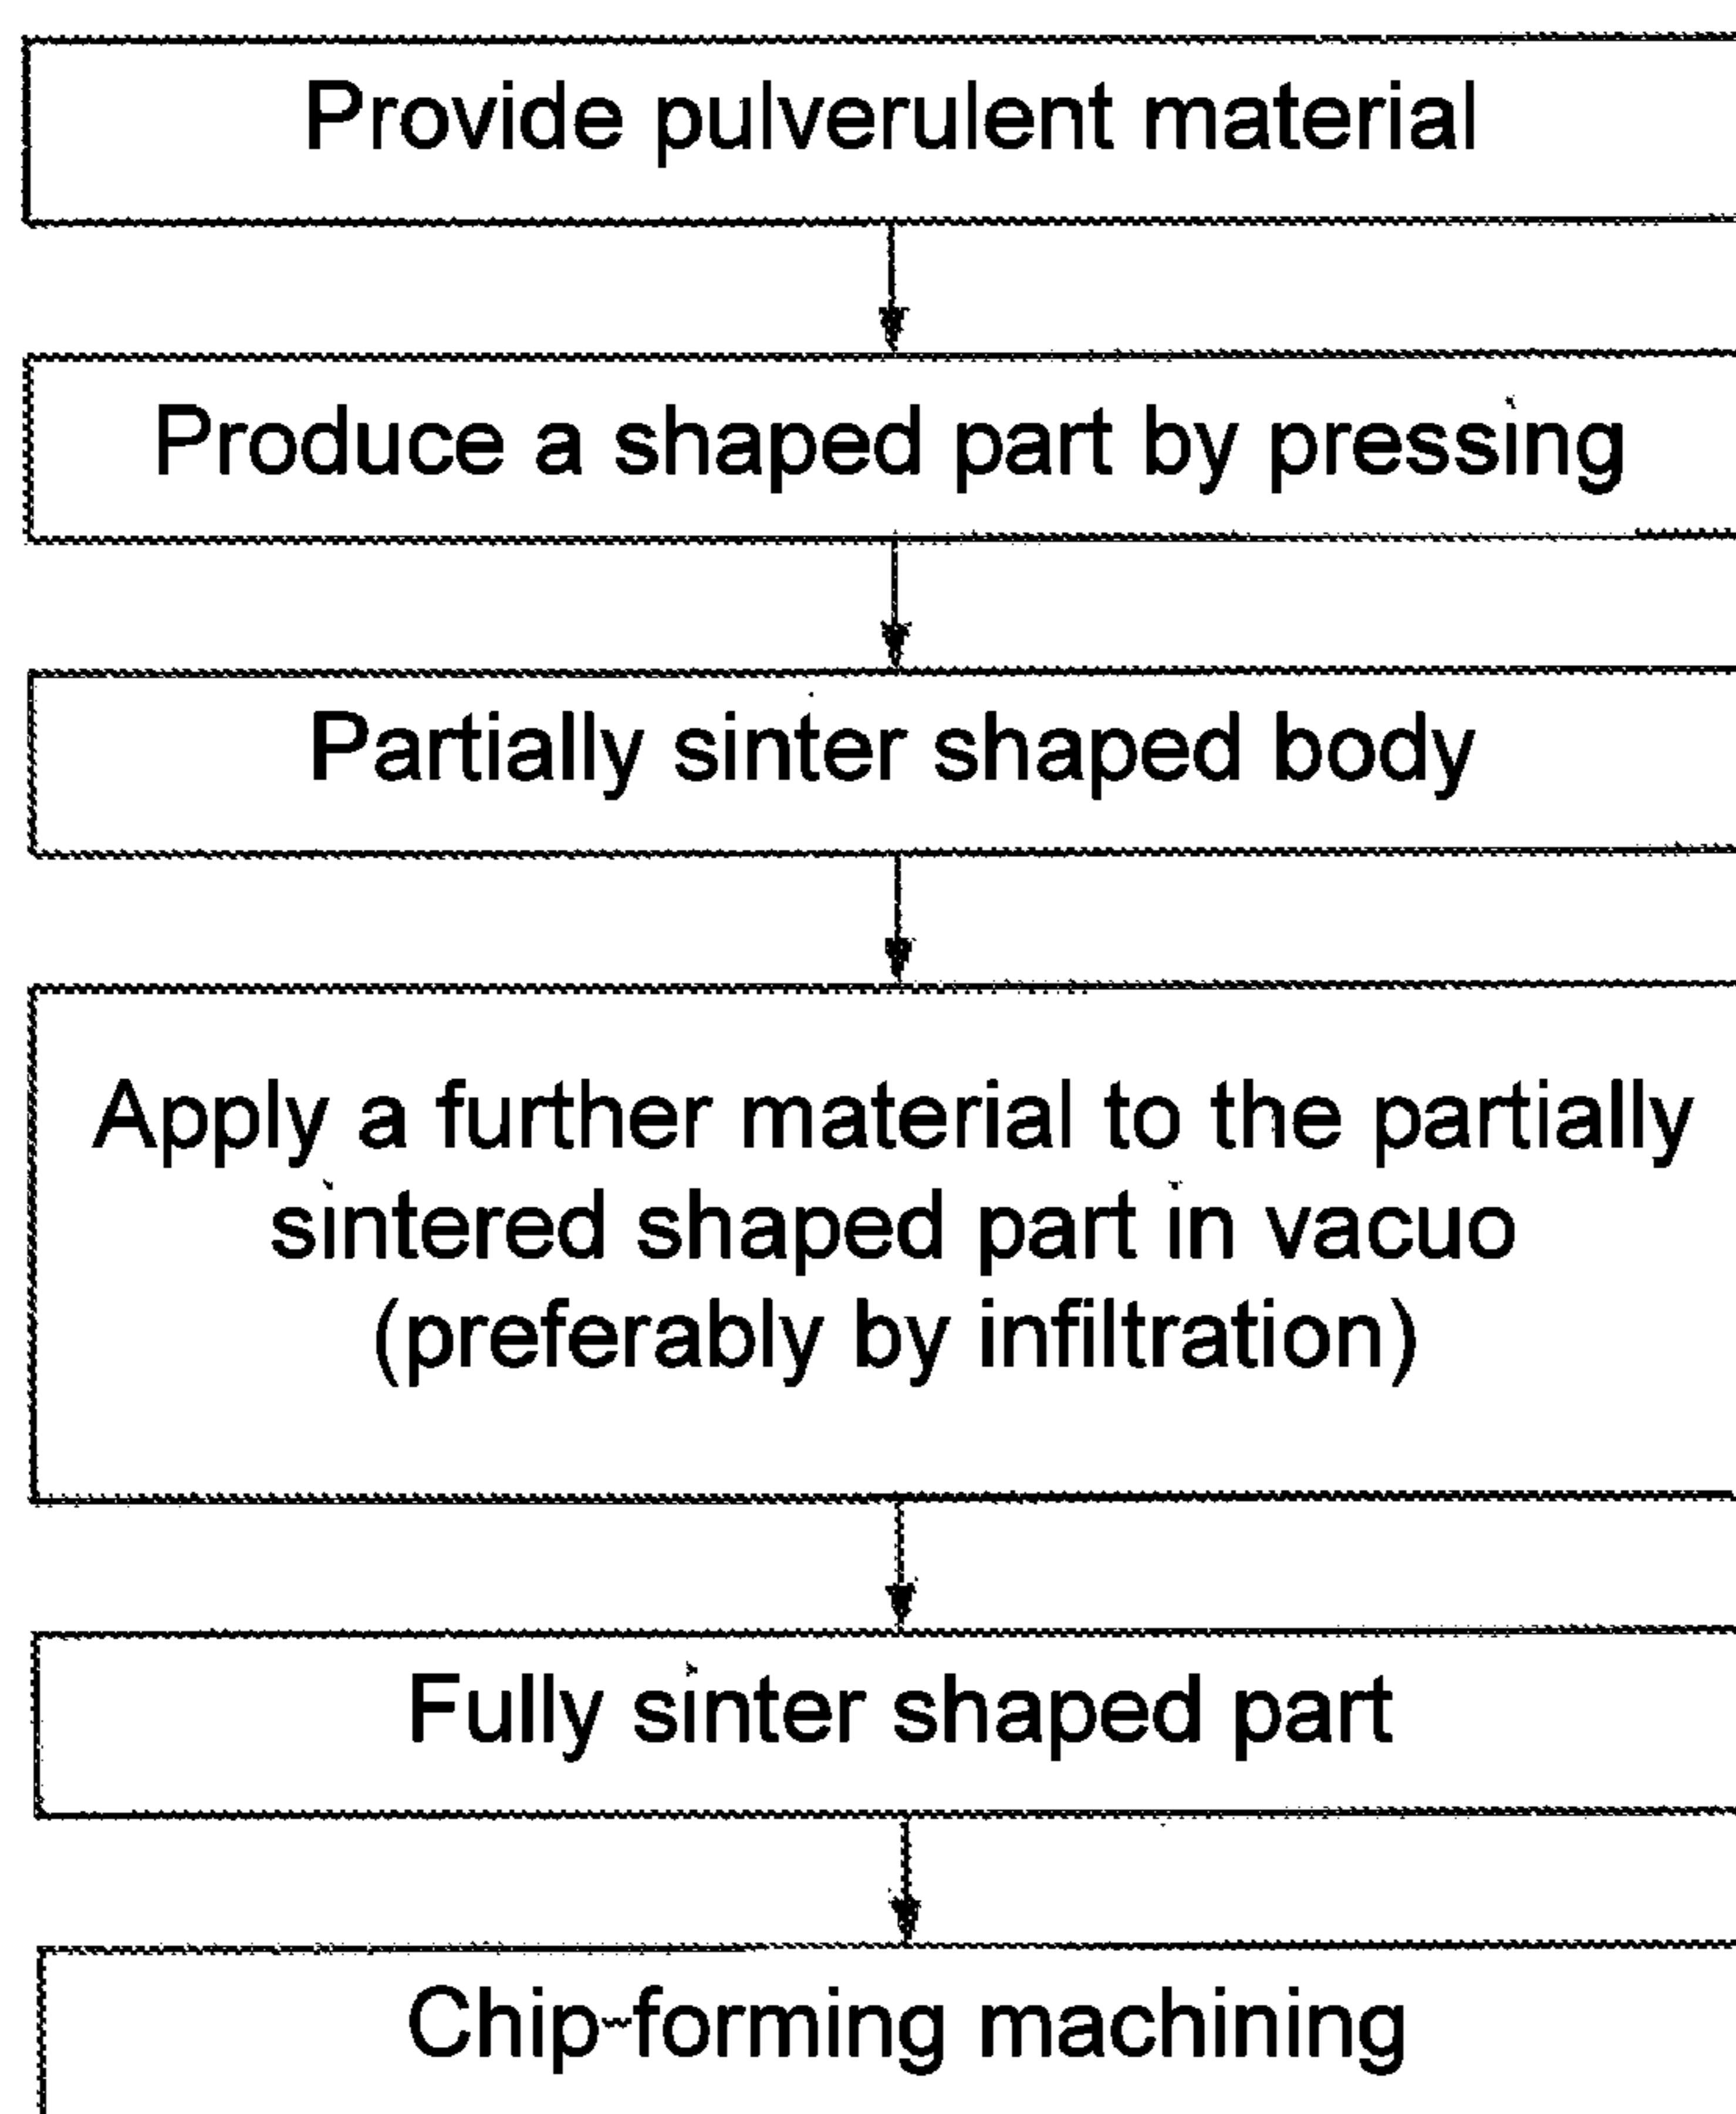 Provide pulverulent material
Produce a shaped part by pressing
Partially sinter shaped body
Apply a further material to the partially
sintered shaped part in vacuo
(preferably by infiltration)
Fully sinter shaped part
Chip-forming machining